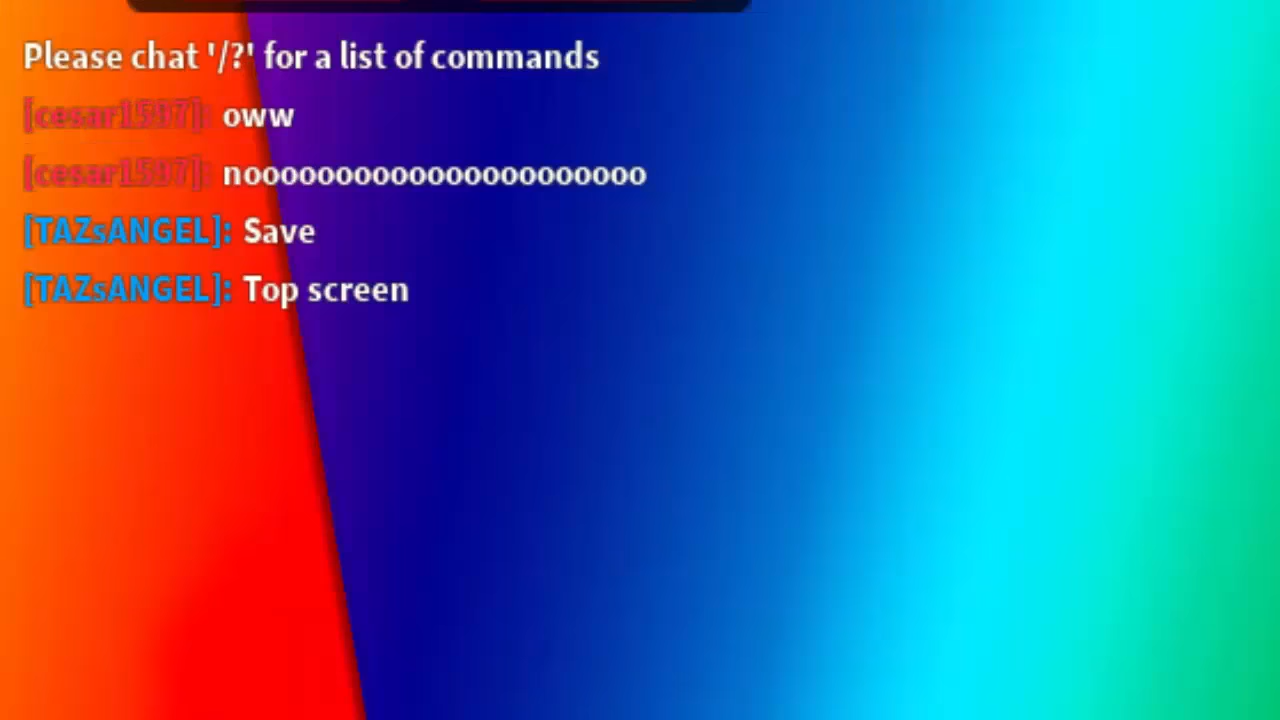 Please chat '/?' for a list of commands
[cesar1597]: oww
[cesar1597]: noooooooooooooooooooooo
[TAZsANGEL]: Save
[TAZsANGEL]: Top screen